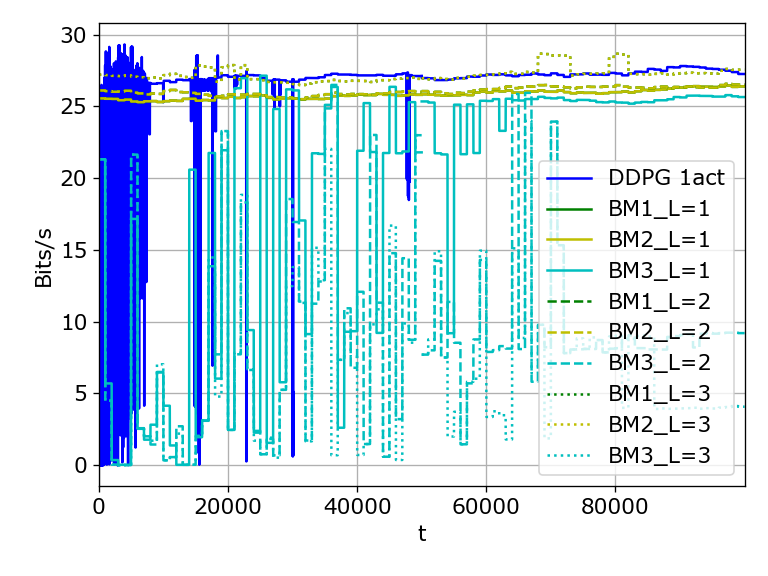 30
25
20
15
10
5
0
Bits/s
0
20000
40000
60000
80000
t
DDPG 1act
BM1_L=1
BM2_L=1
BM3_L=1
BM1_L=2
BM2_L=2
BM3_L=2
BM1_L=3
BM2_L=3
BM3_L=3